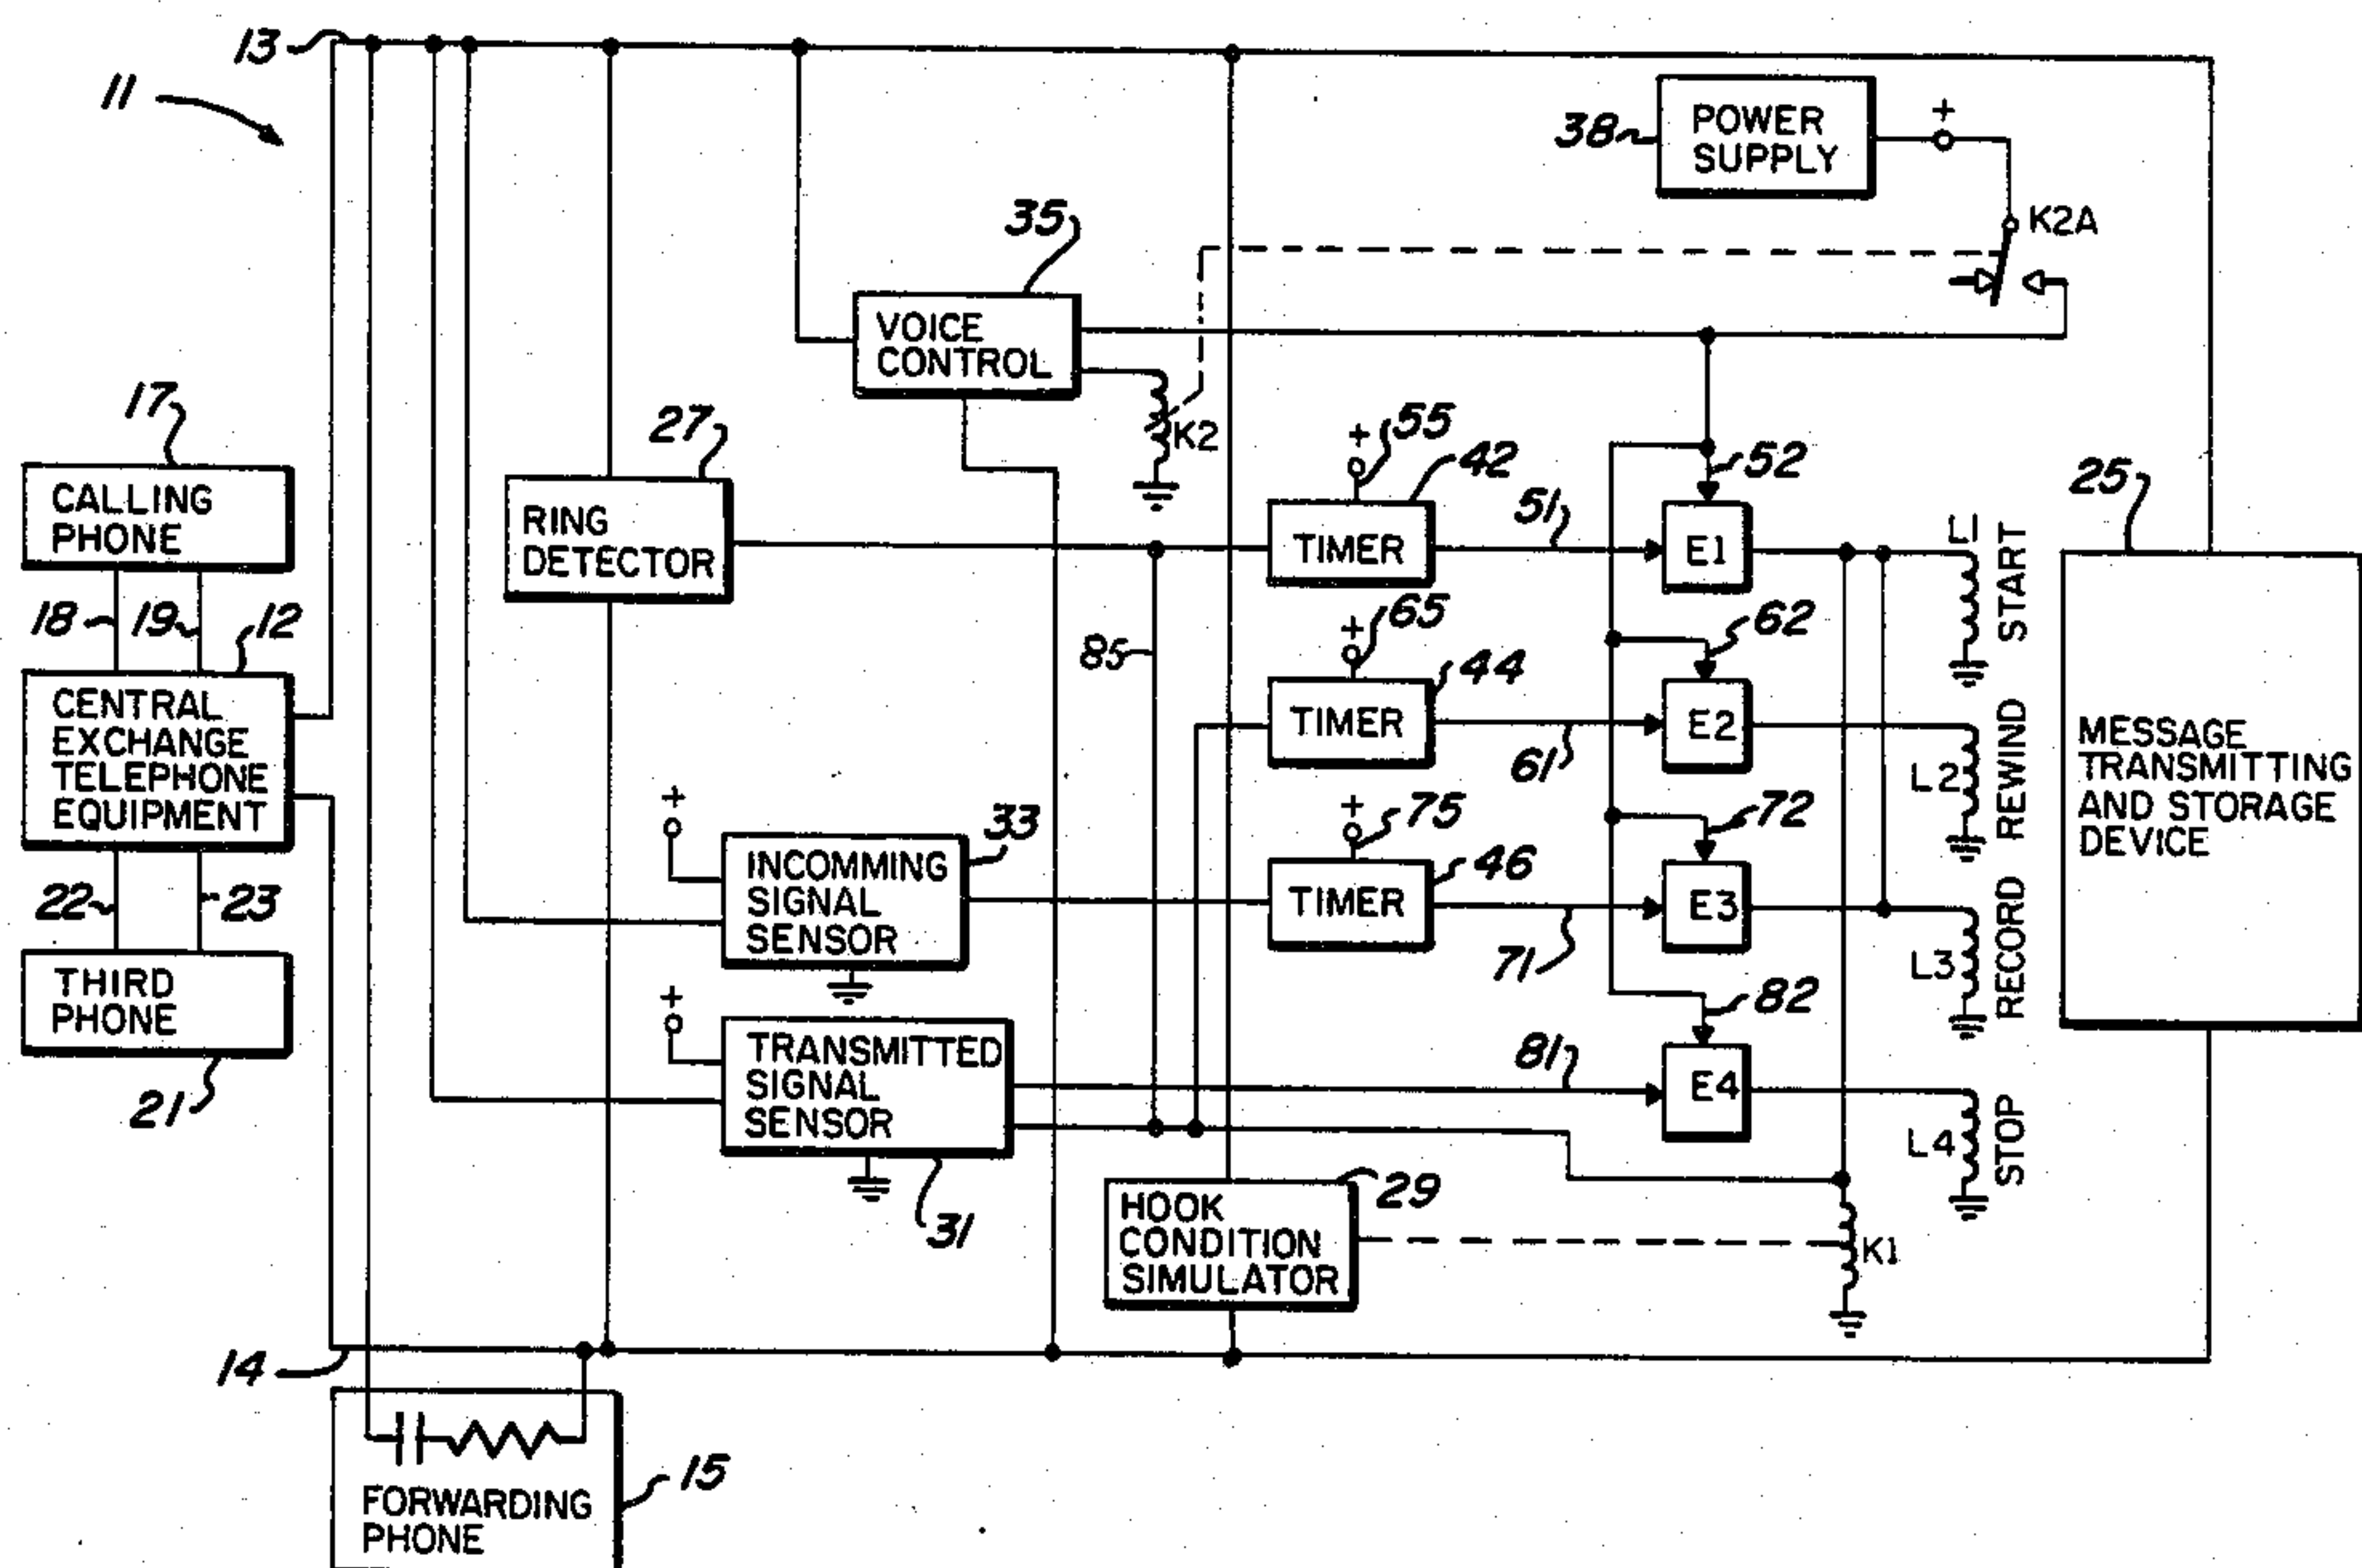 13
11
POWER
SUPPLY
38
+
K2A
35
VOICE
CONTROL
K2
17
CALLING
PHONE
27
RING
DETECTOR
+
55
42
TIMER
51
52
E1
L1
START
25
18
19
12
CENTRAL
EXCHANGE
TELEPHONE
EQUIPMENT
85
+
65
44
TIMER
61
62
E2
L2
REWIND
MESSAGE
TRANSMITTING
AND STORAGE
DEVICE
22
23
+
33
INCOMMING
SIGNAL
SENSOR
+
75
46
TIMER
71
72
E3
L3
RECORD
THIRD
PHONE
21
+
TRANSMITTED
SIGNAL
SENSOR
31
81
82
E4
L4
STOP
HOOK
CONDITION
SIMULATOR
29
K1
14
FORWARDING
PHONE
15